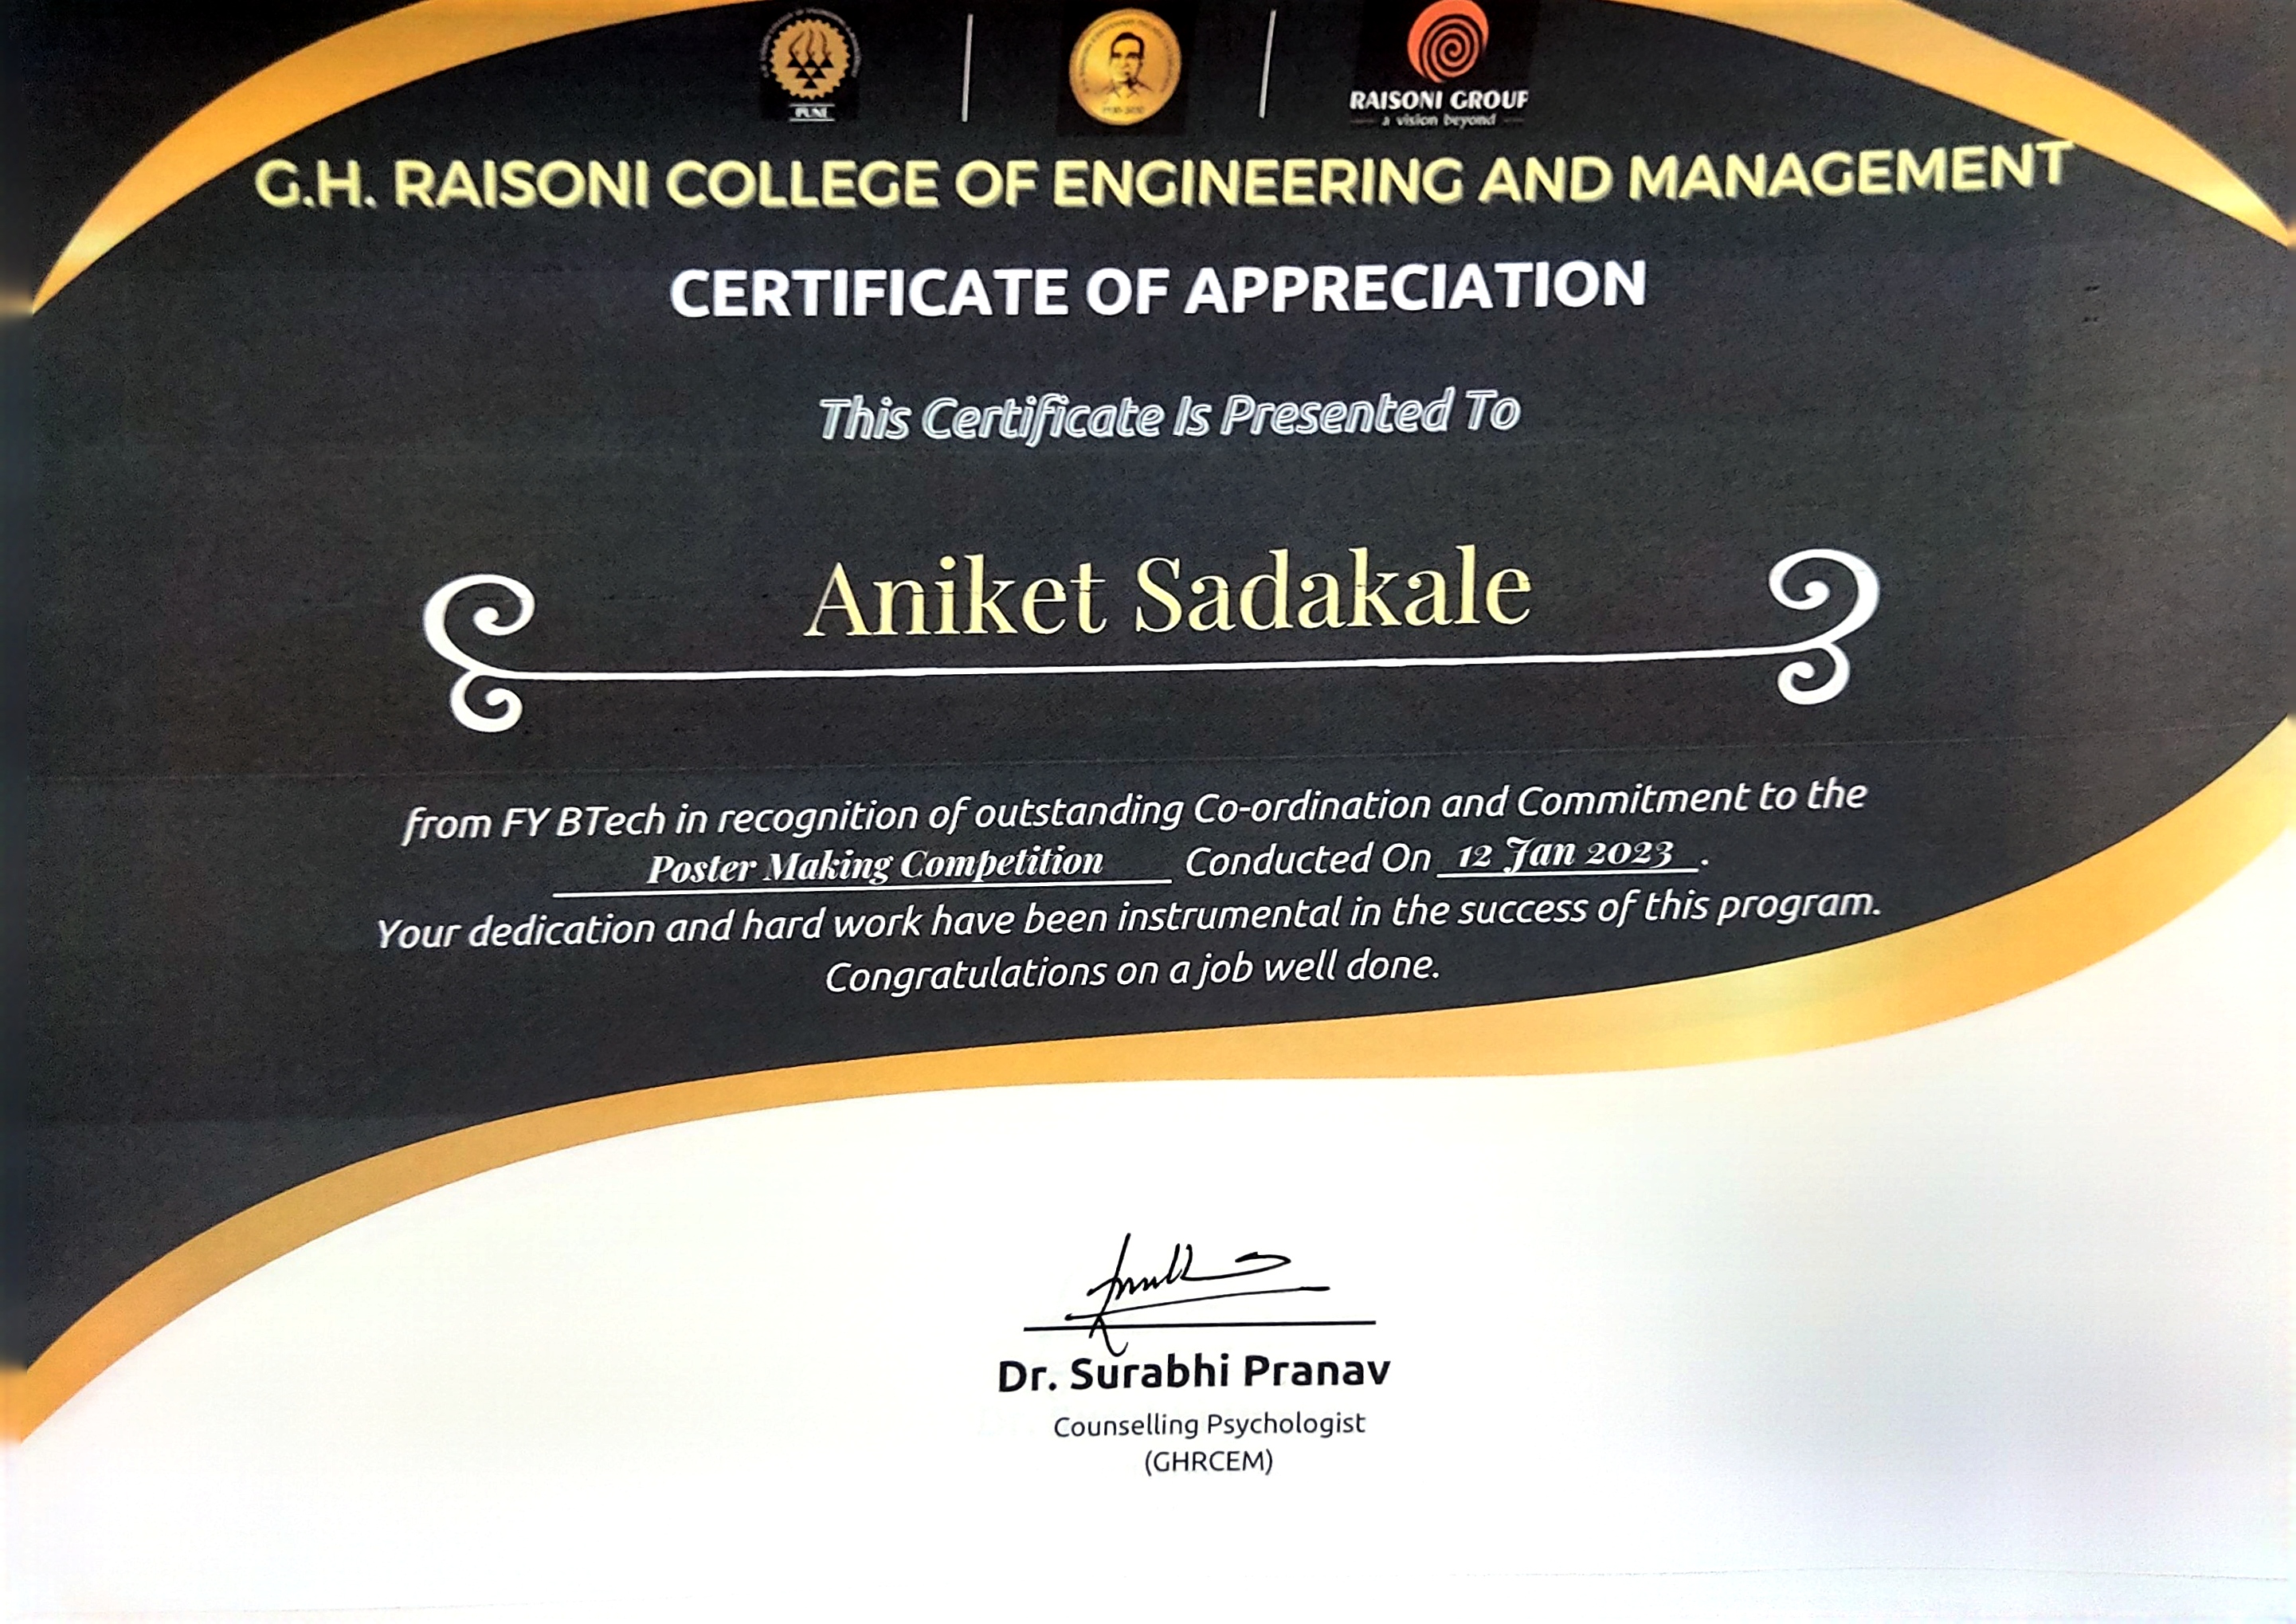 PUNE
RAISONI GROUP
a vision beyond
G.H. RAISONI COLLEGE OF ENGINEERING AND MANAGEMENT
CERTIFICATE OF APPRECIATION
This Certificate Is Presented To
Aniket Sadakale
from FY BTech in recognition of outstanding Co-ordination and Commitment to the
Poster Making Competition Conducted On 12 Jan 2023.
Your dedication and hard work have been instrumental in the success of this program.
Congratulations on a job well done.
Dr. Surabhi Pranav
Counselling Psychologist
(GHRCEM)